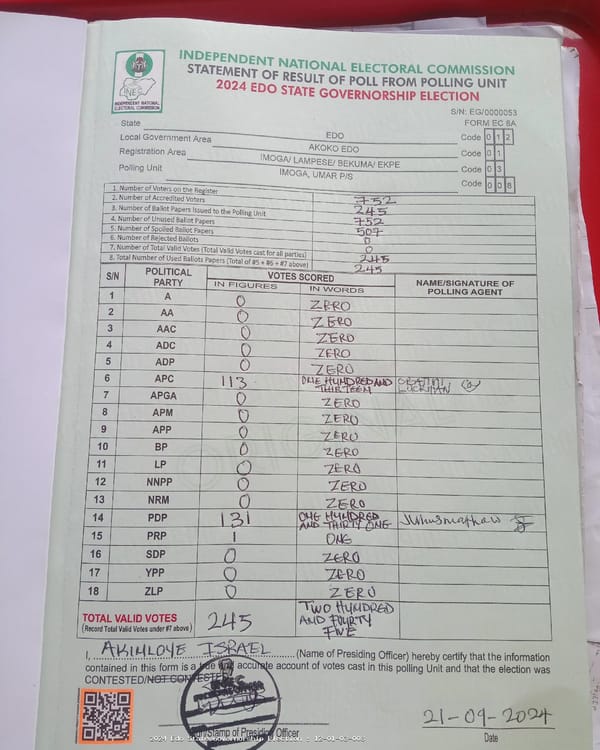 INDEPENDENT NATIONAL ELECTORAL COMMISSION
STATEMENT OF RESULT OF POLL FROM POLLING UNIT
2024 EDO STATE GOVERNORSHIP ELECTION
INEC
INDEPENDENT NATIONAL
ELECTORAL COMMISSION
S/N: EG/0000053
FORM EC 8A
State EDO Code 0 1 2
Local Government Area AKOKO EDO Code 0 1
Registration Area IMOGA/ LAMPESE/ BEKUMA/ EKPE Code 0 3
Polling Unit IMOGA, UMAR P/S Code 0 0 8
1. Number of Voters on the Register 752
2. Number of Accredited Voters 245
3. Number of Ballot Papers Issued to the Polling Unit 752
4. Number of Unused Ballot Papers 507
5. Number of Spoiled Ballot Papers 0
6. Number of Rejected Ballots 0
7. Number of Total Valid Votes (Total Valid Votes cast for all parties) 245
8. Total Number of Used Ballots Papers (Total of #5 + #6 + #7 above) 245
S/N POLITICAL PARTY VOTES SCORED NAME/SIGNATURE OF POLLING AGENT
IN FIGURES IN WORDS
1 A 0 ZERO
2 AA 0 ZERO
3 AAC 0 ZERO
4 ADC 0 ZERO
5 ADP 0 ZERO
6 APC 113 ONE HUNDRED AND THIRTEEN
7 APGA 0 ZERO
8 APM 0 ZERO
9 APP 0 ZERO
10 BP 0 ZERO
11 LP 0 ZERO
12 NNPP 0 ZERO
13 NRM 0 ZERO
14 PDP 131 ONE HUNDRED AND THIRTY ONE
15 PRP 1 ONE
16 SDP 0 ZERO
17 YPP 0 ZERO
18 ZLP 0 ZERO
TOTAL VALID VOTES 245 TWO HUNDRED AND FOURTY FIVE
(Record Total Valid Votes under #7 above)
I, AKINLOYE ISRAEL (Name of Presiding Officer) hereby certify that the information
contained in this form is a true and accurate account of votes cast in this polling Unit and that the election was
CONTESTED/NOT CONTESTED
21-09-2024
Stamp of Presiding Officer Date
2024 Edo State Governorship Election - 12-01-03-008